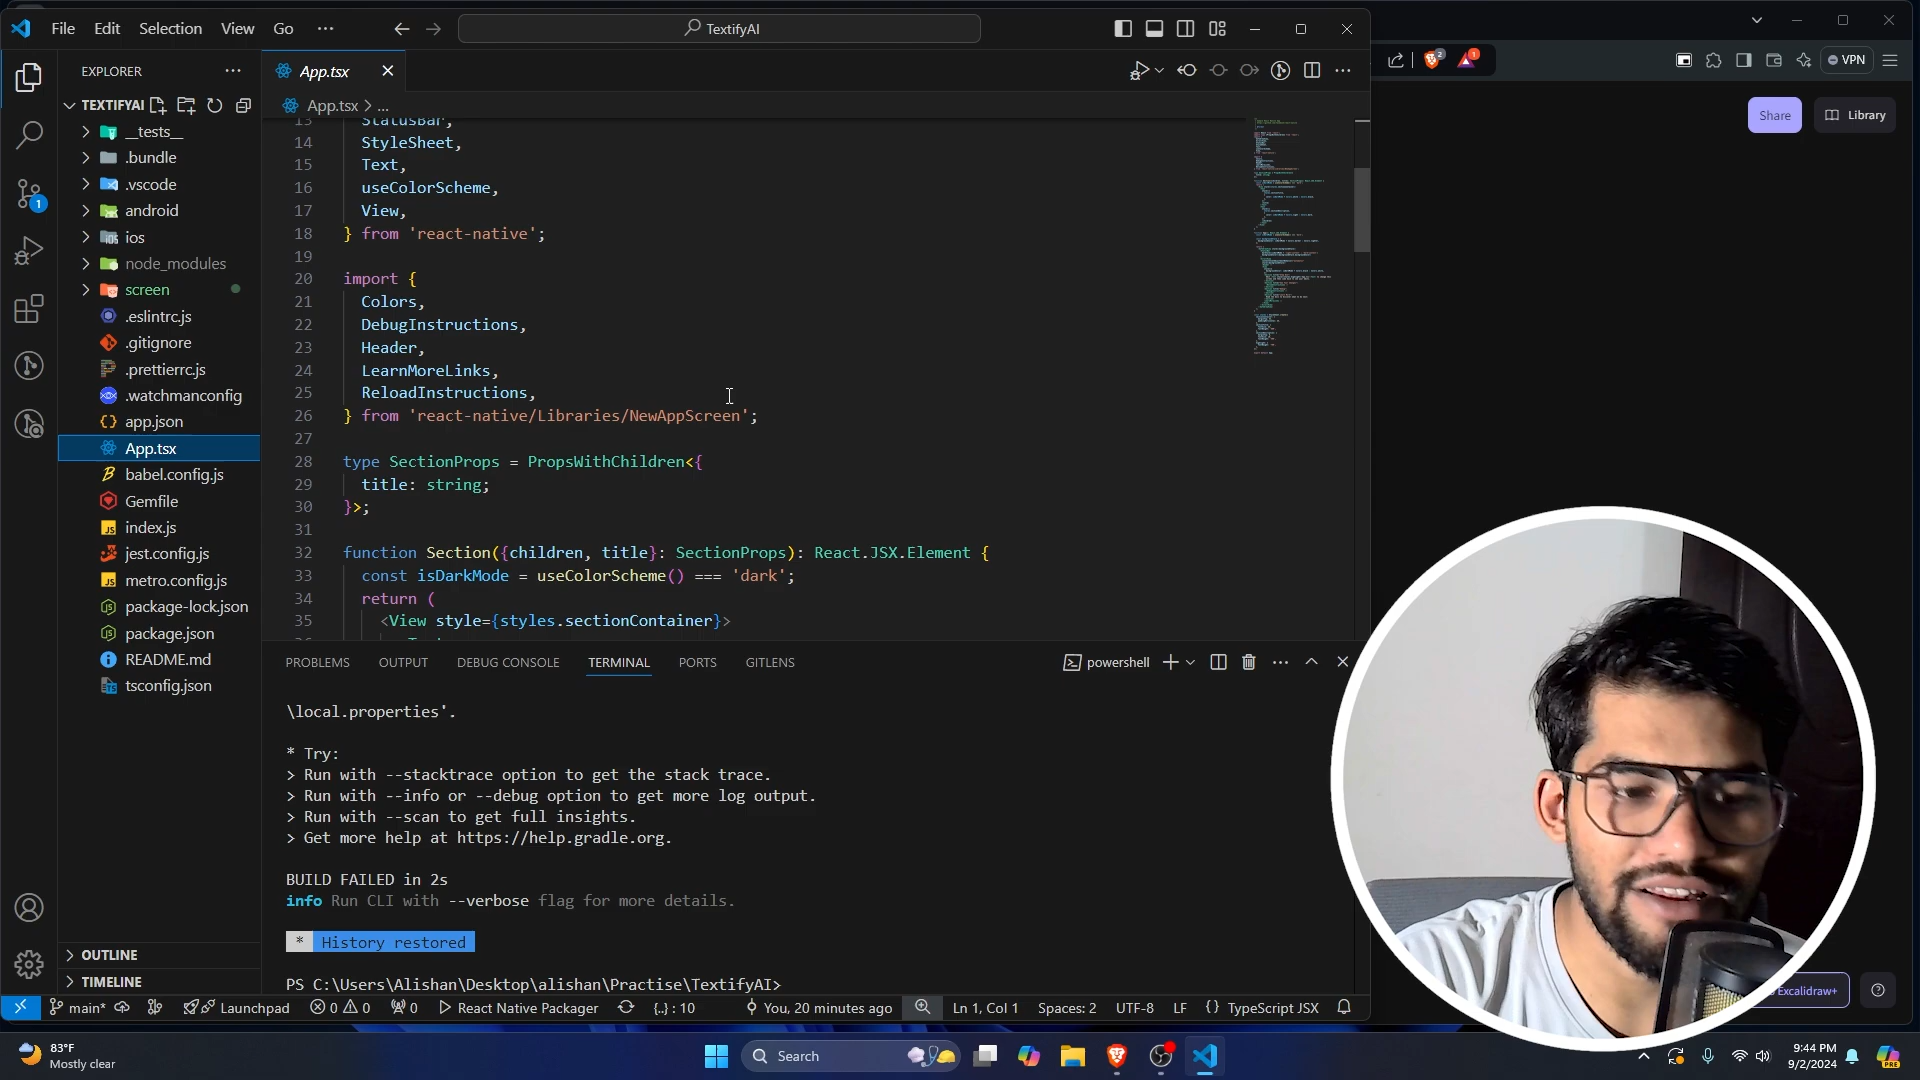 File Edit Selection View Go ···
TextifyAI
EXPLORER
App.tsx
TEXTIFYAI
App.tsx > ...
__tests__
.bundle
.vscode
android
ios
node_modules
screen
.eslintrc.js
.gitignore
.prettierrc.js
.watchmanconfig
app.json
App.tsx
babel.config.js
Gemfile
index.js
jest.config.js
metro.config.js
package-lock.json
package.json
README.md
tsconfig.json
OUTLINE
TIMELINE
13 StatusBar,
14 StyleSheet,
15 Text,
16 useColorScheme,
17 View,
18 } from 'react-native';
19
20 import {
21 Colors,
22 DebugInstructions,
23 Header,
24 LearnMoreLinks,
25 ReloadInstructions,
26 } from 'react-native/Libraries/NewAppScreen';
27
28 type SectionProps = PropsWithChildren<{
29 title: string;
30 }>;
31
32 function Section({children, title}: SectionProps): React.JSX.Element {
33 const isDarkMode = useColorScheme() === 'dark';
34 return (
35 <View style={styles.sectionContainer}>
PROBLEMS OUTPUT DEBUG CONSOLE TERMINAL PORTS GITLENS
powershell
\local.properties'.
* Try:
> Run with --stacktrace option to get the stack trace.
> Run with --info or --debug option to get more log output.
> Run with --scan to get full insights.
> Get more help at https://help.gradle.org.
BUILD FAILED in 2s
info Run CLI with --verbose flag for more details.
* History restored
PS C:\Users\Alishan\Desktop\alishan\Practise\TextifyAI>
main* Launchpad 0 0 0 React Native Packager {..} : 10 You, 20 minutes ago Ln 1, Col 1 Spaces: 2 UTF-8 LF {} TypeScript JSX
2 1 VPN
Share Library
Excalidraw+
1
83°F
Mostly clear
Search
PRE
9:44 PM
9/2/2024